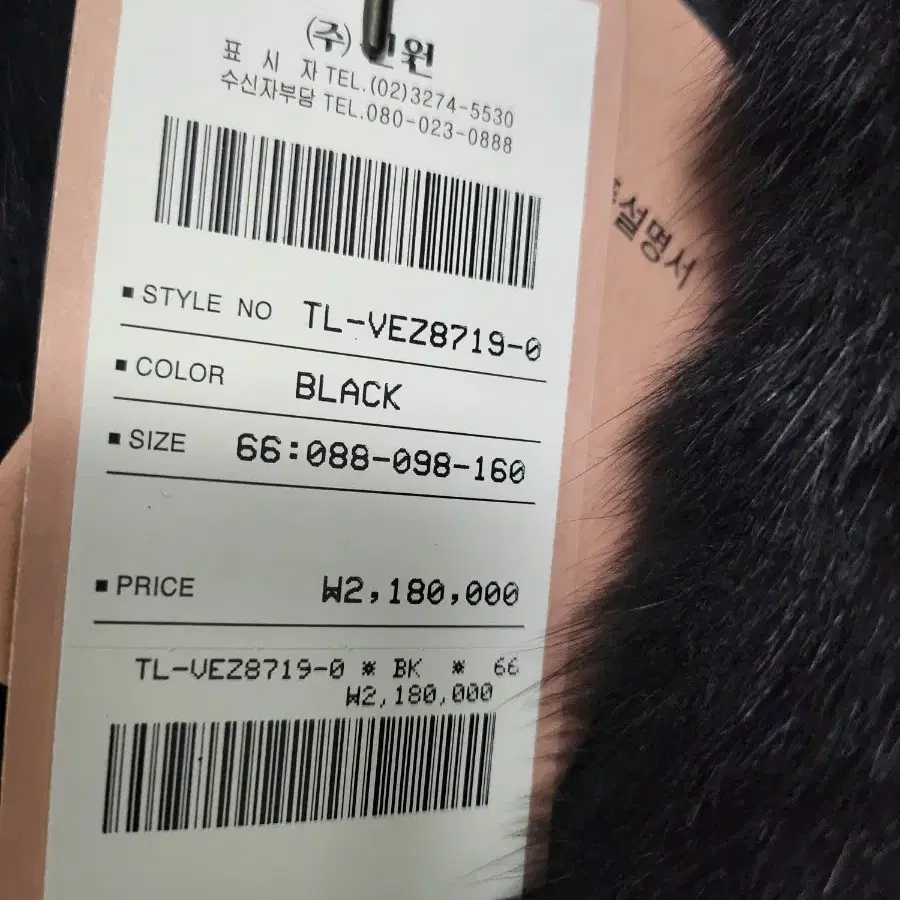 (주) 원
표 시 자 TEL.(02)3274-5530
수신자부담 TEL.080-023-0888
설명서
■ STYLE NO TL-VEZ8719-0
■ COLOR BLACK
■ SIZE 66:088-098-160
■ PRICE ₩2,180,000
TL-VEZ8719-0 ※ BK ※ 66
₩2,180,000